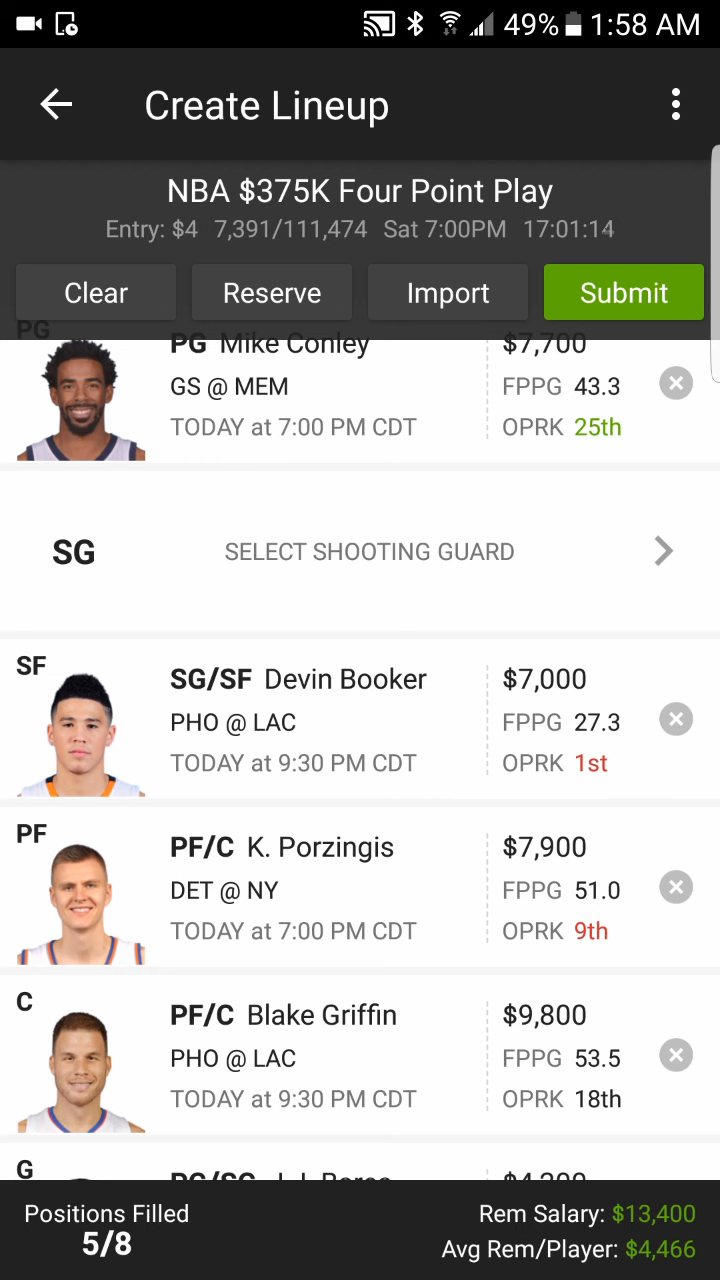 49% 1:58 AM
Create Lineup
NBA $375K Four Point Play
Entry: $4 7,391/111,474 Sat 7:00PM 17:01:14
Clear Reserve Import Submit
PG
PG Mike Conley $7,700
GS @ MEM FPPG 43.3
TODAY at 7:00 PM CDT OPRK 25th
SG SELECT SHOOTING GUARD
SF
SG/SF Devin Booker $7,000
PHO @ LAC FPPG 27.3
TODAY at 9:30 PM CDT OPRK 1st
PF
PF/C K. Porzingis $7,900
DET @ NY FPPG 51.0
TODAY at 7:00 PM CDT OPRK 9th
C
PF/C Blake Griffin $9,800
PHO @ LAC FPPG 53.5
TODAY at 9:30 PM CDT OPRK 18th
G
PG/SG J.J. Barea $4,200
Positions Filled Rem Salary: $13,400
5/8 Avg Rem/Player: $4,466